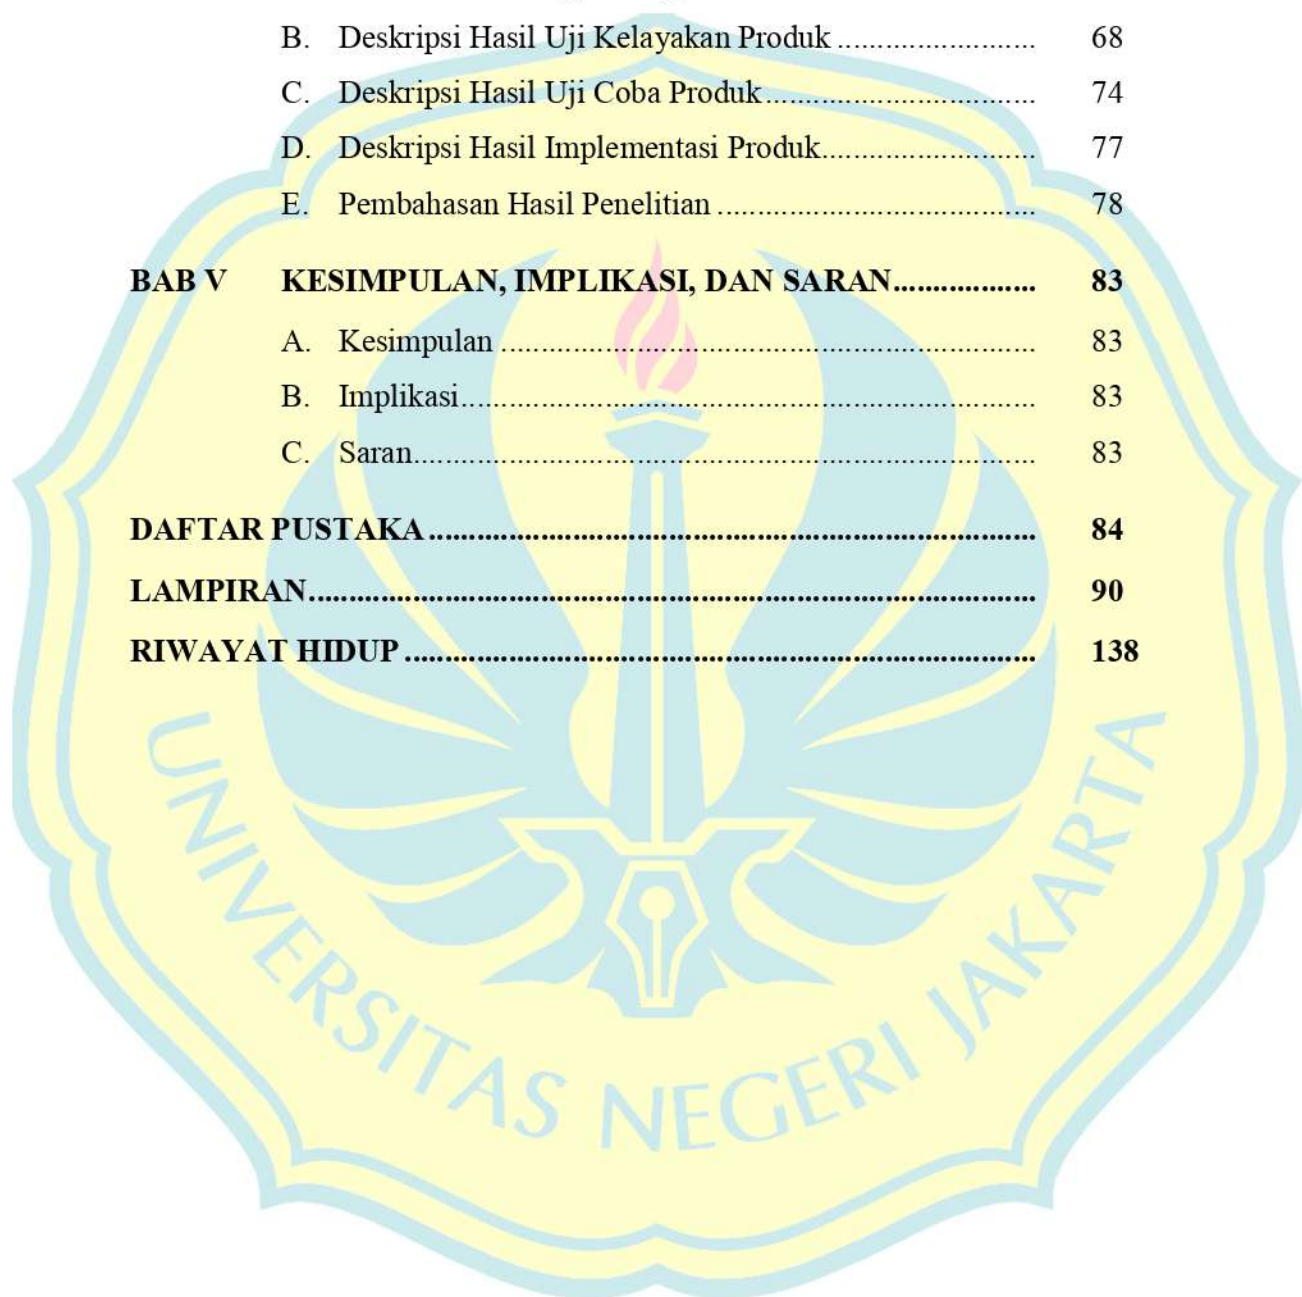 B. Deskripsi Hasil Uji Kelayakan Produk ......................... 68
C. Deskripsi Hasil Uji Coba Produk.................................. 74
D. Deskripsi Hasil Implementasi Produk........................... 77
E. Pembahasan Hasil Penelitian ........................................ 78
BAB V KESIMPULAN, IMPLIKASI, DAN SARAN.................. 83
A. Kesimpulan ................................................................... 83
B. Implikasi........................................................................ 83
C. Saran.............................................................................. 83
DAFTAR PUSTAKA ............................................................................ 84
LAMPIRAN........................................................................................... 90
RIWAYAT HIDUP ............................................................................... 138
UNIVERSITAS NEGERI JAKARTA